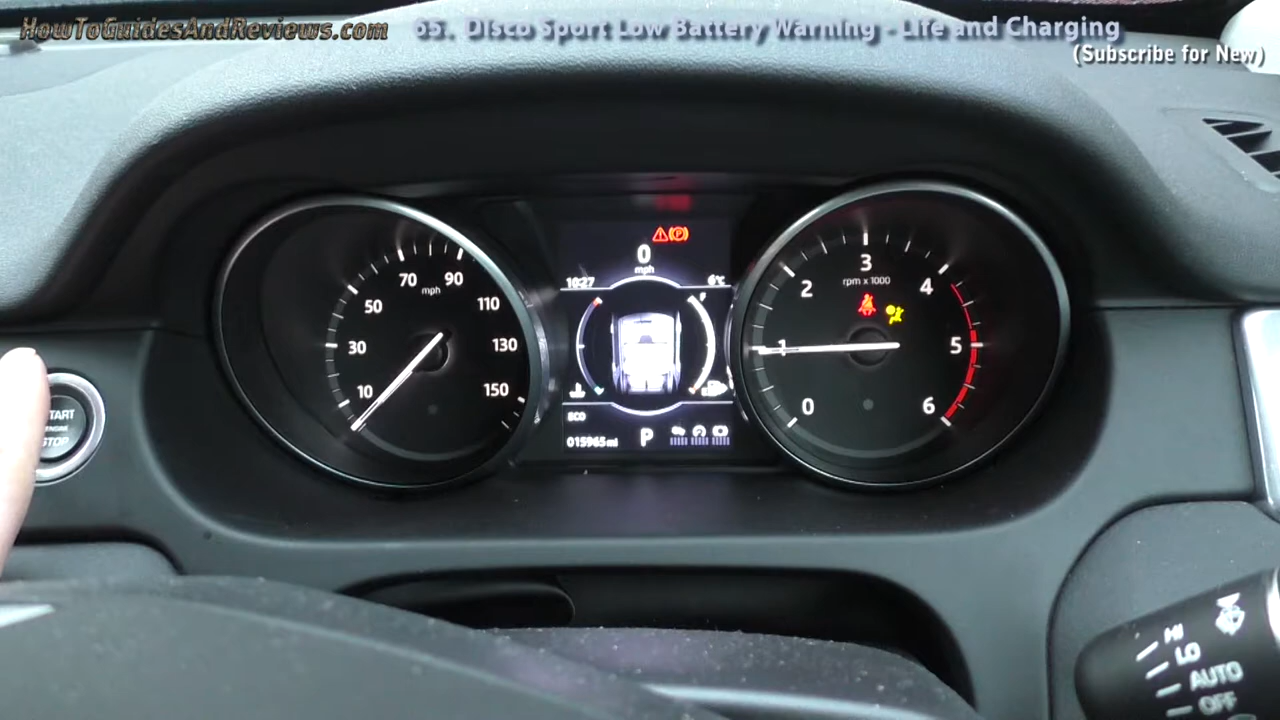 HowToGuidesAndReviews.com
65. Disco Sport Low Battery Warning - Life and Charging
(Subscribe for New)
0
mph
10:27
6°C
10
30
50
70
90
110
130
150
mph
0
1
2
3
4
5
6
rpm x 1000
ECO
015965 mi
P
START
ENGINE
STOP
HI
LO
AUTO
OFF